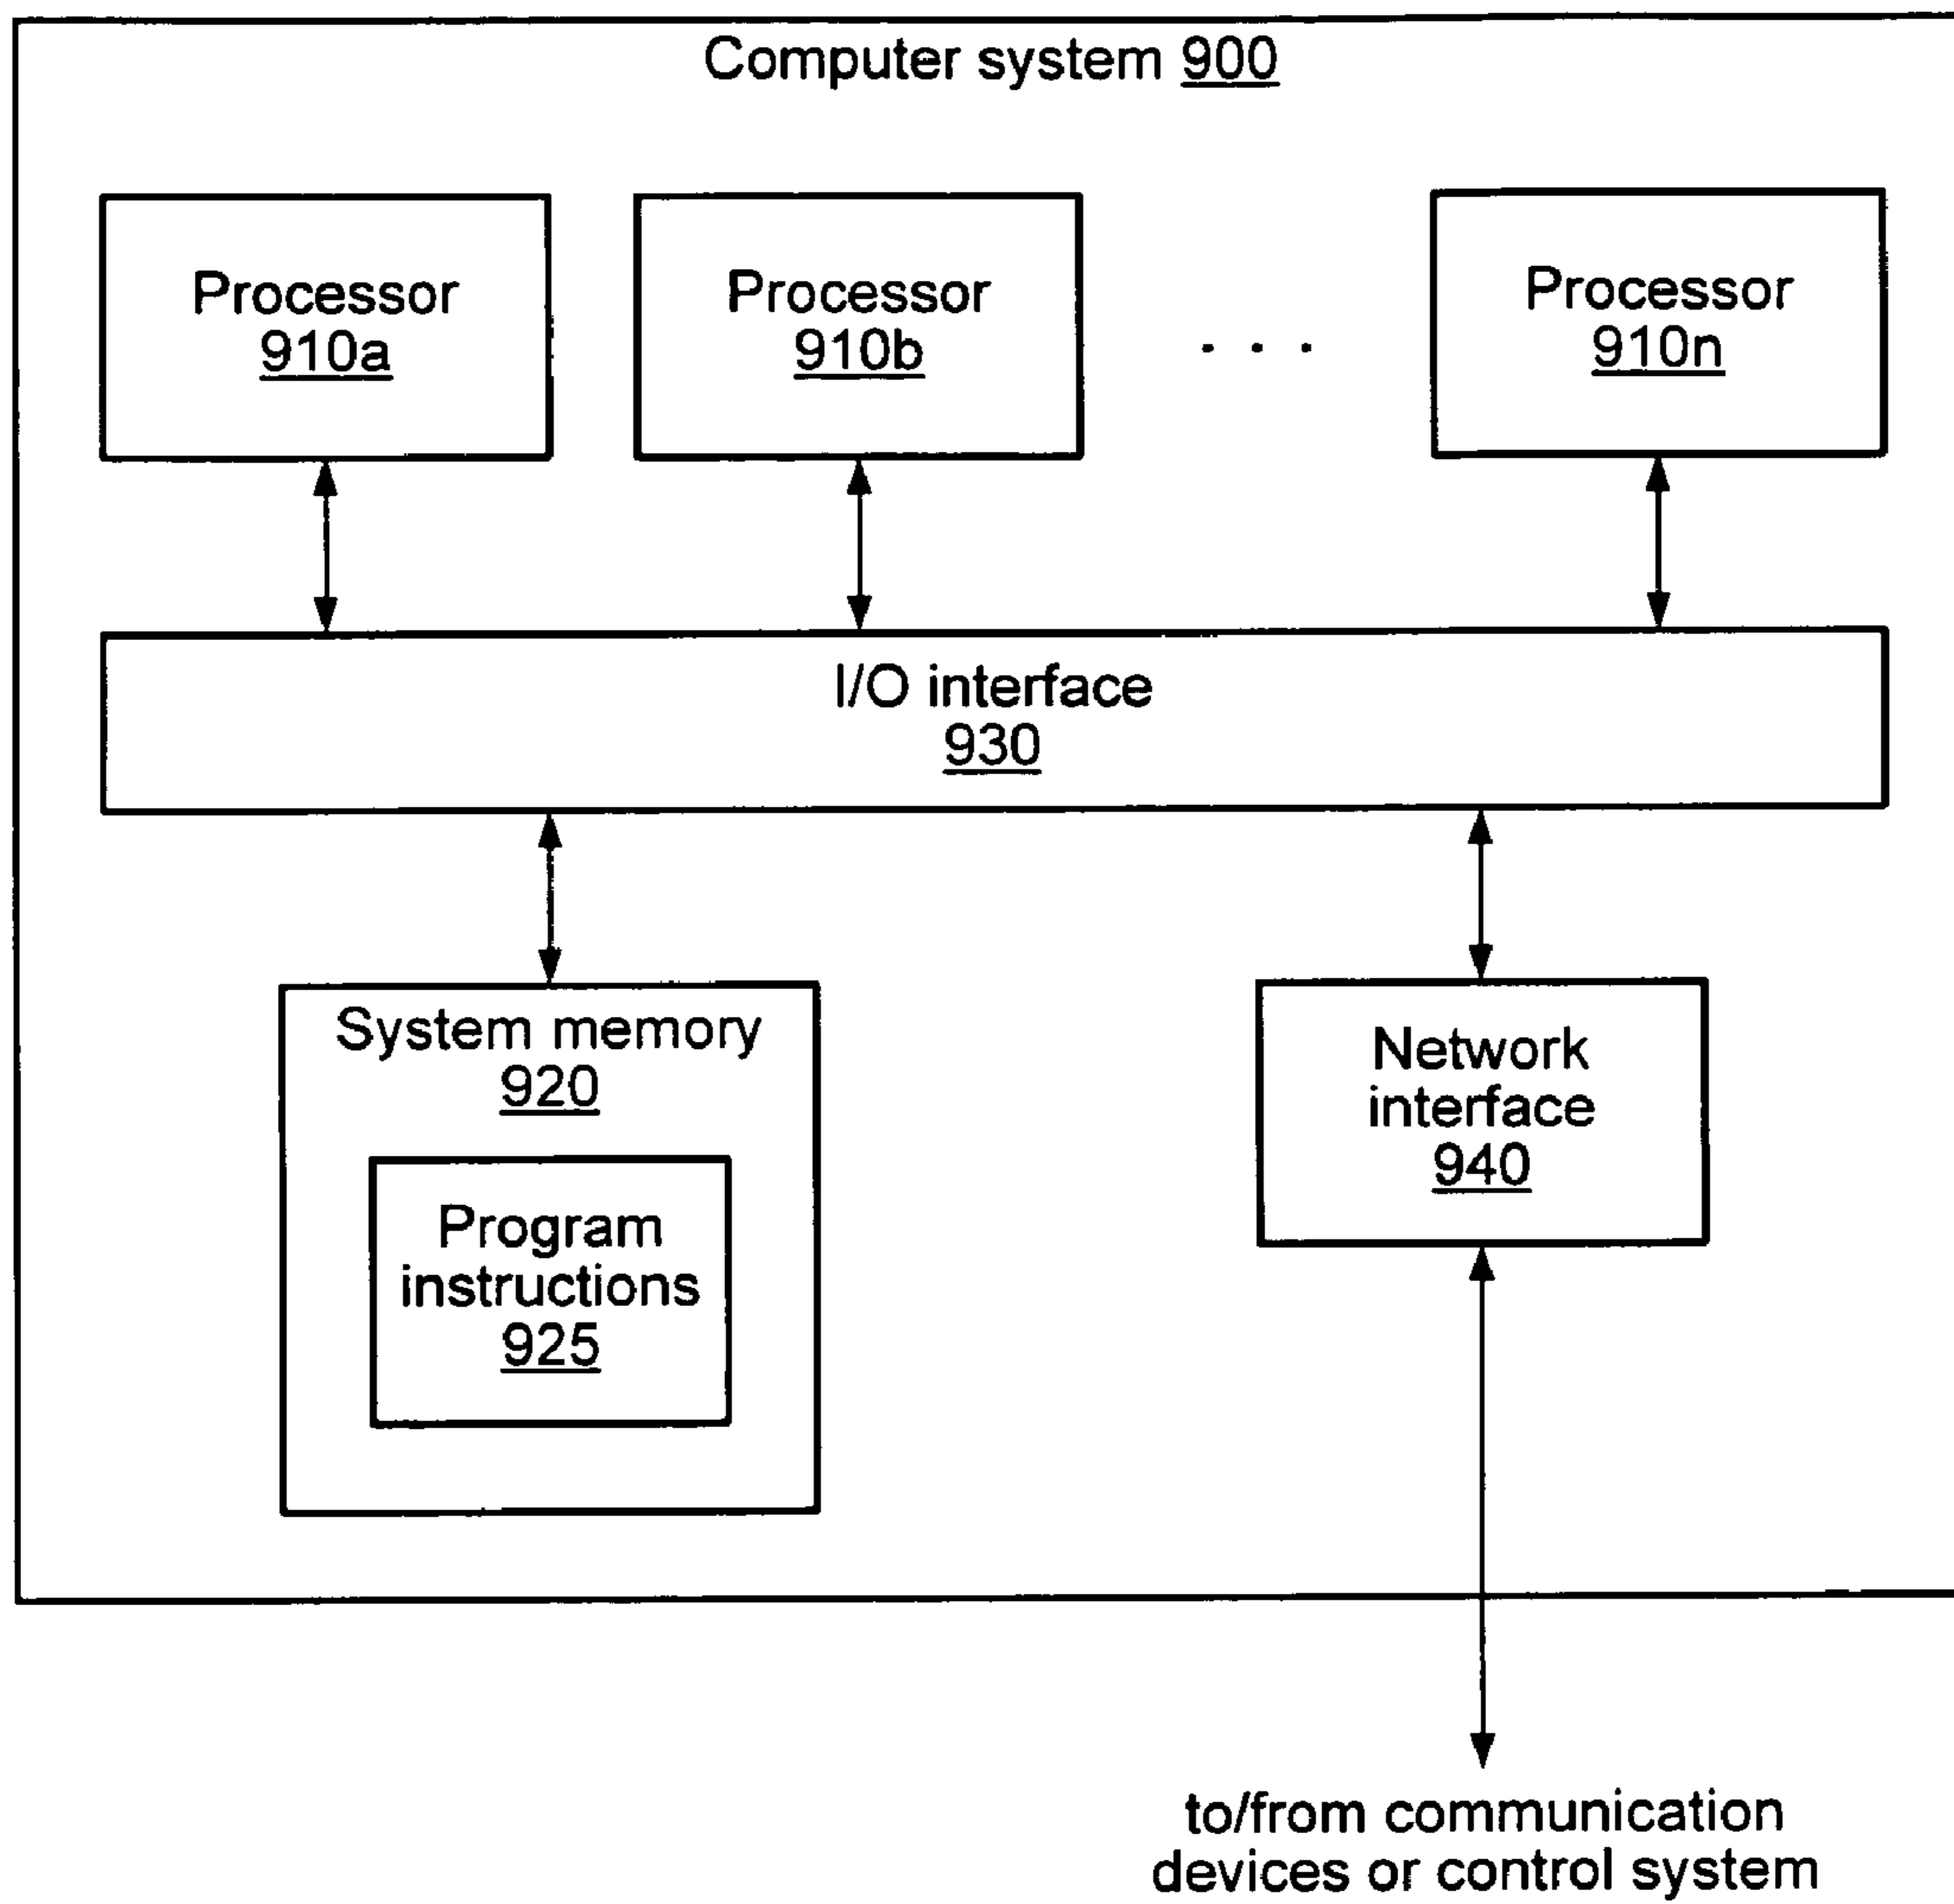 Computer system 900
Processor
910a
Processor
910b
. . .
Processor
910n
I/O interface
930
System memory
920
Program
instructions
925
Network
interface
940
to/from communication
devices or control system